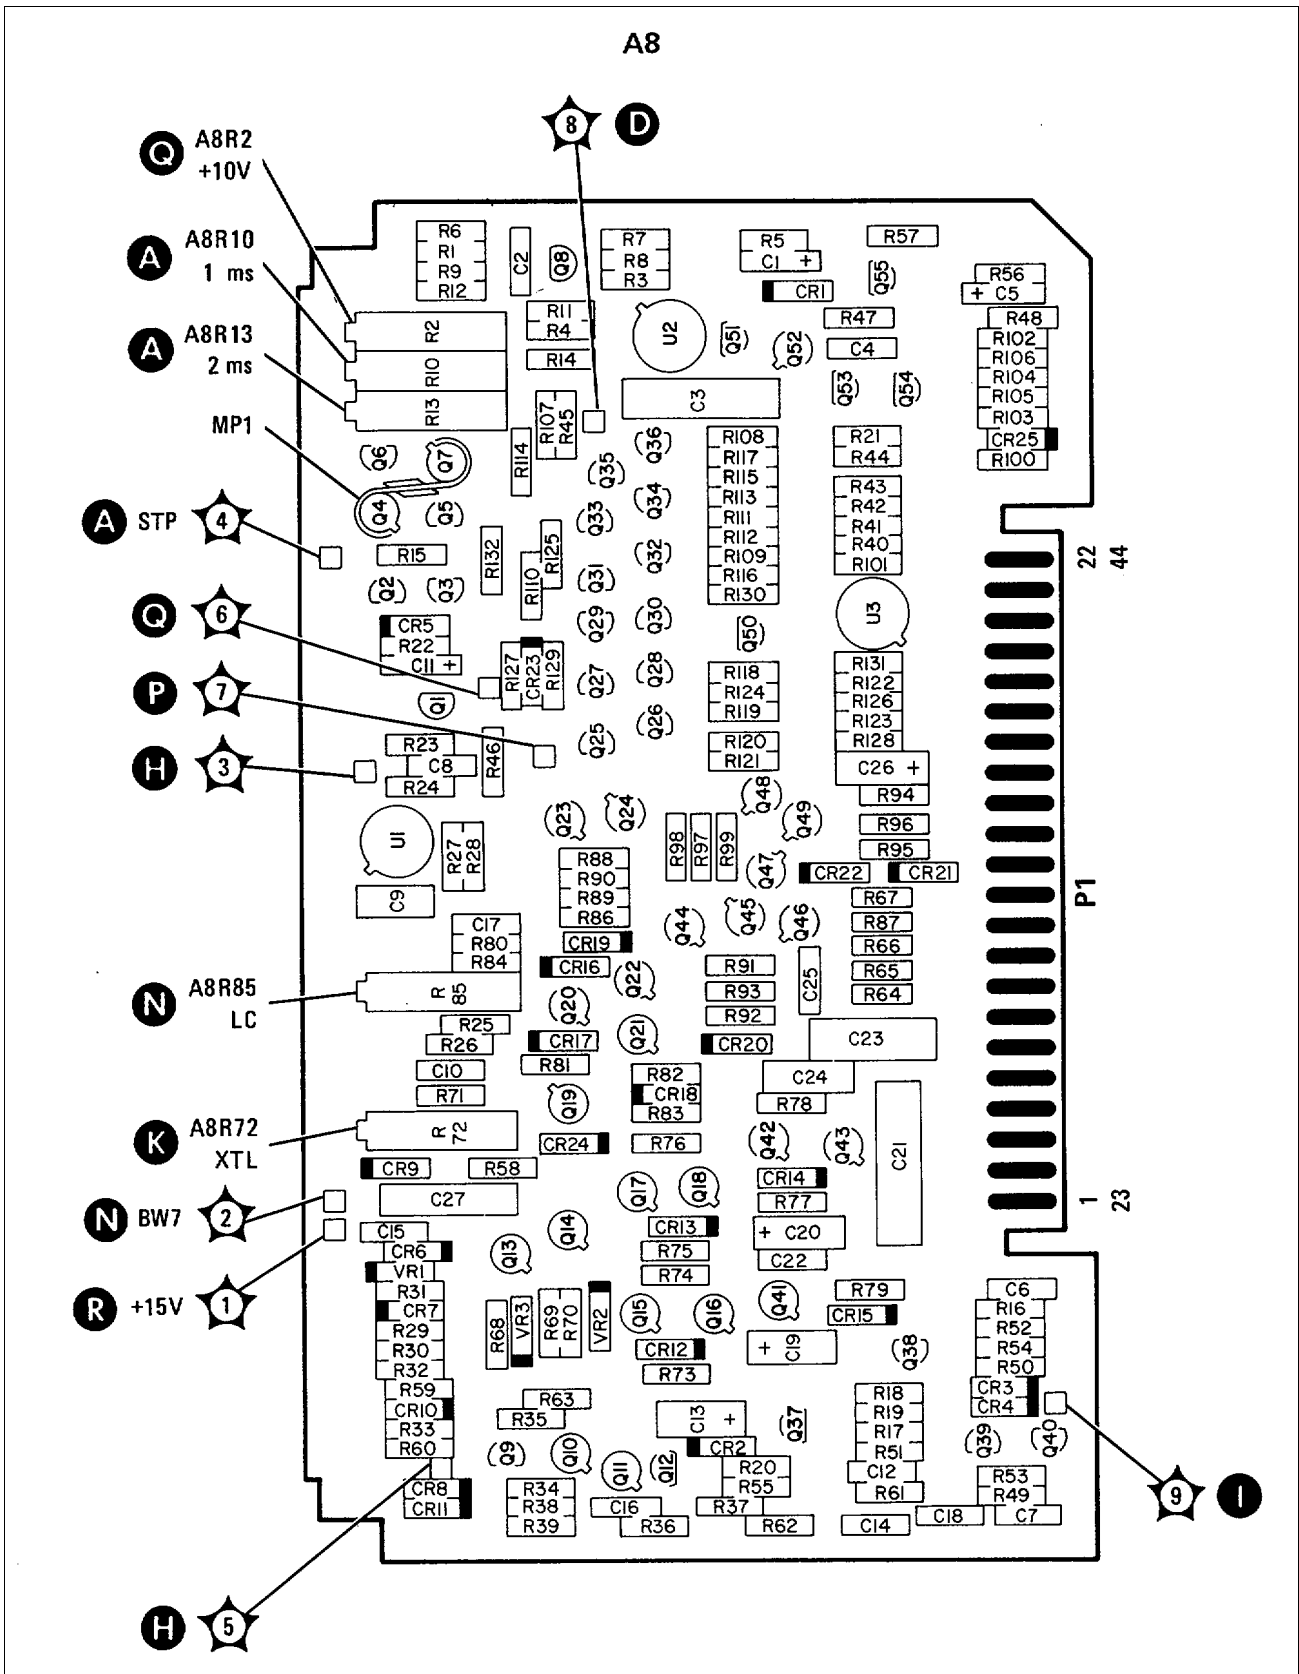 A8
8 D
Q A8R2
+10V
A A8R10
1 ms
A A8R13
2 ms
MP1
A STP 4
Q 6
P 7
H 3
N A8R85
LC
K A8R72
XTL
N BW7 2
R +15V 1
H 5
9 I
R6
R1
R9
R12
C2
Q8
R7
R8
R3
R5
C1 +
CR1
Q55
R57
R56
+ C5
R48
R102
R106
R104
R105
R103
CR25
R100
R2
R10
R13
R11
R4
R14
U2
Q51
Q52
R47
C4
Q53
Q54
C3
R107
R45
R114
Q6
Q7
Q4
Q5
Q36
Q35
Q34
Q33
Q32
Q31
Q30
Q29
Q28
Q27
Q26
Q25
R108
R117
R115
R113
R111
R112
R109
R116
R130
R21
R44
R43
R42
R41
R40
R101
U3
22
44
R15
R132
R125
R110
Q2
Q3
CR5
R22
C11 +
Q1
R127
CR23
R129
Q50
R118
R124
R119
R120
R121
R131
R122
R126
R123
R128
C26 +
R94
R96
R95
R23
C8
R24
R46
U1
R27
R28
C9
Q23
Q24
Q48
Q49
R98
R97
R99
Q47
CR22
CR21
R88
R90
R89
R86
CR19
CR16
Q22
Q44
Q45
Q46
R67
R87
R66
R65
R64
P1
C17
R80
R84
R
85
R25
R26
C10
R71
R
72
Q20
CR17
R81
Q21
R91
R93
R92
CR20
C25
C23
C24
R78
C21
R82
CR18
R83
Q19
CR24
R76
Q42
Q43
CR9
R58
C27
Q17
Q18
CR14
R77
1
23
C15
CR6
VR1
R31
CR7
R29
R30
R32
R59
CR10
R33
R60
CR8
CR11
Q13
Q14
CR13
R75
R74
+ C20
C22
R68
VR3
R69
R70
VR2
Q15
Q16
Q41
R79
CR15
CR12
R73
+ C19
Q38
C6
R16
R52
R54
R50
CR3
CR4
R63
R35
C13 +
CR2
Q37
R18
R19
R17
R51
C12
R61
Q39
Q40
Q9
Q10
Q11
Q12
R20
R55
R34
R38
R39
C16
R36
R37
R62
C14
C18
R53
R49
C7